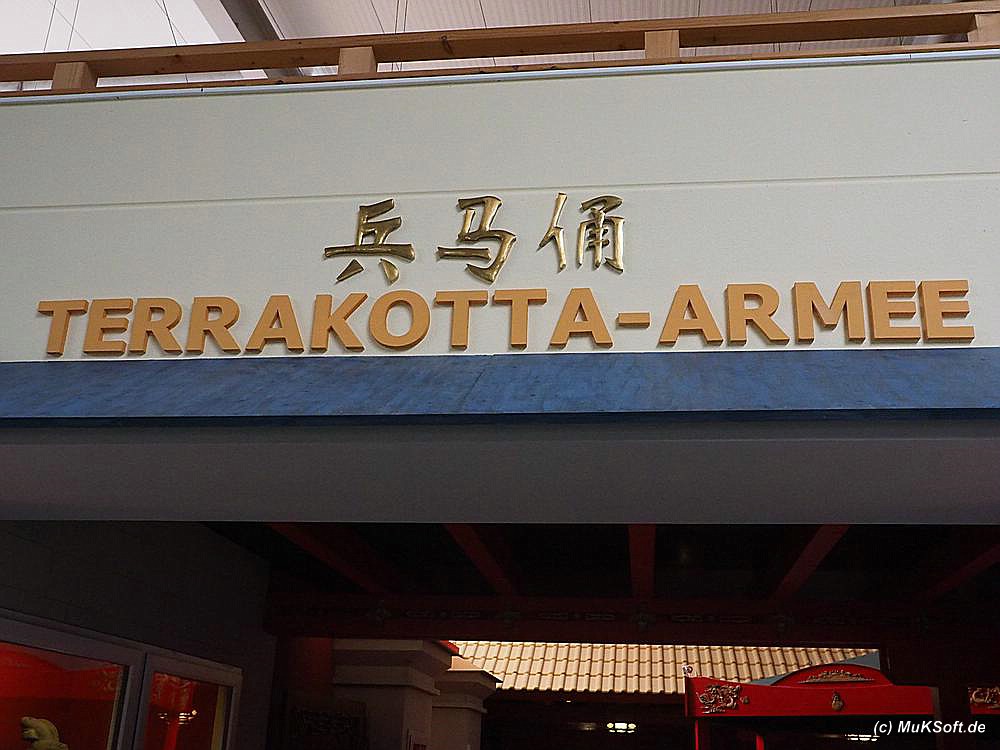 兵马俑
TERRAKOTTA-ARMEE
(c) MuKSoft.de